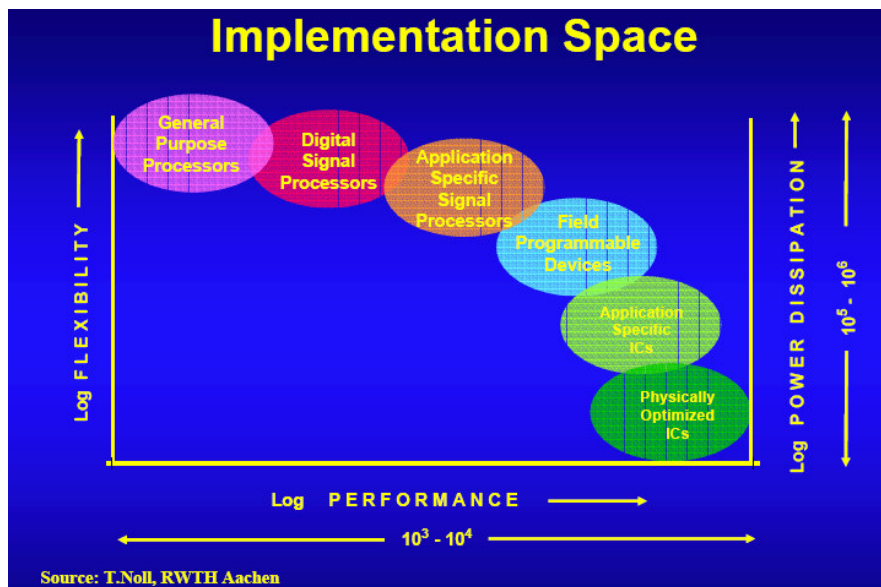 Implementation Space
General
Purpose
Processors
Digital
Signal
Processors
Application
Specific
Signal
Processors
Field
Programmable
Devices
Application
Specific
ICs
Physically
Optimized
ICs
Log FLEXIBILITY
Log POWER DISSIPATION
10⁵ - 10⁶
Log PERFORMANCE
10³ - 10⁴
Source: T.Noll, RWTH Aachen